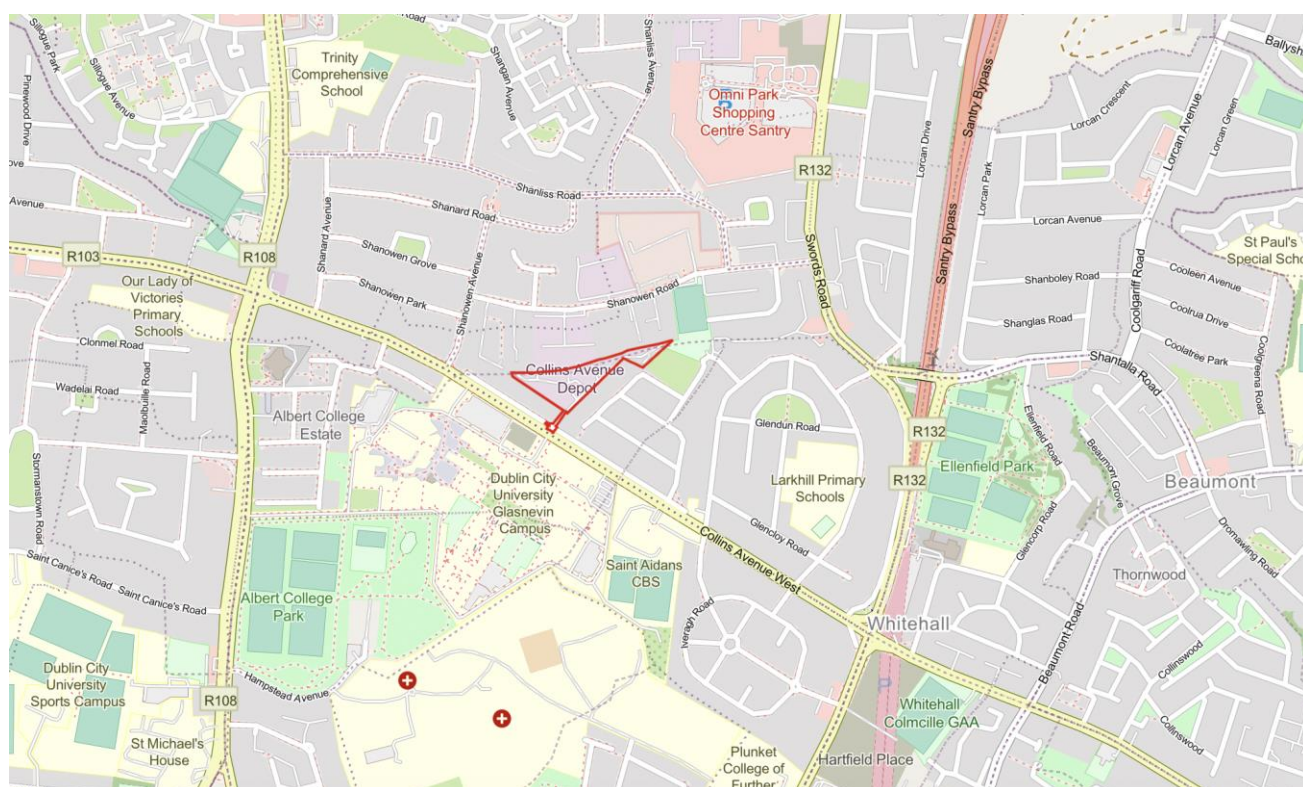 Sillogue Park
Sillogue Avenue
Pinewood Drive
Trinity
Comprehensive
School
Shangan Avenue
Shanliss Avenue
Omni Park
Shopping
Centre Santry
Santry Bypass
Lorcan Crescent
Lorcan Avenue
Lorcan Green
Ballysh
R132
Lorcan Drive
Lorcan Park
Shanliss Road
Shanard Road
Shanard Avenue
Shanowen Grove
Shanowen Avenue
Shanowen Park
Shanowen Road
Swords Road
Santry Bypass
Lorcan Avenue
Shanboley Road
Shanglas Road
Coolgariff Road
Cooleen Avenue
Coolrua Drive
Coolatree Park
Coolgreena Road
St Paul's
Special Scho
ove
Avenue
R103
R108
Our Lady of
Victories
Primary
Schools
Clonmel Road
Wadelai Road
Maolbuille Road
Stormanstown Road
Collins Avenue
Depot
Albert College
Estate
Dublin City
University
Glasnevin
Campus
Glendun Road
Larkhill Primary
Schools
Glencloy Road
Shantalla Road
R132
R132
Ellenfield Park
Ellenfield Road
Beaumont Grove
Beaumont
Glencorp Road
Dromawling Road
Thornwood
Saint Canice's Road
Saint Canice's Road
Albert College
Park
Saint Aidans
CBS
Collins Avenue West
Iveragh Road
Whitehall
Beaumont Road
Collinswood
Collinswood
Dublin City
University
Sports Campus
Hampstead Avenue
R108
St Michael's
House
Whitehall
Colmcille GAA
Hartfield Place
Plunket
College of
Further